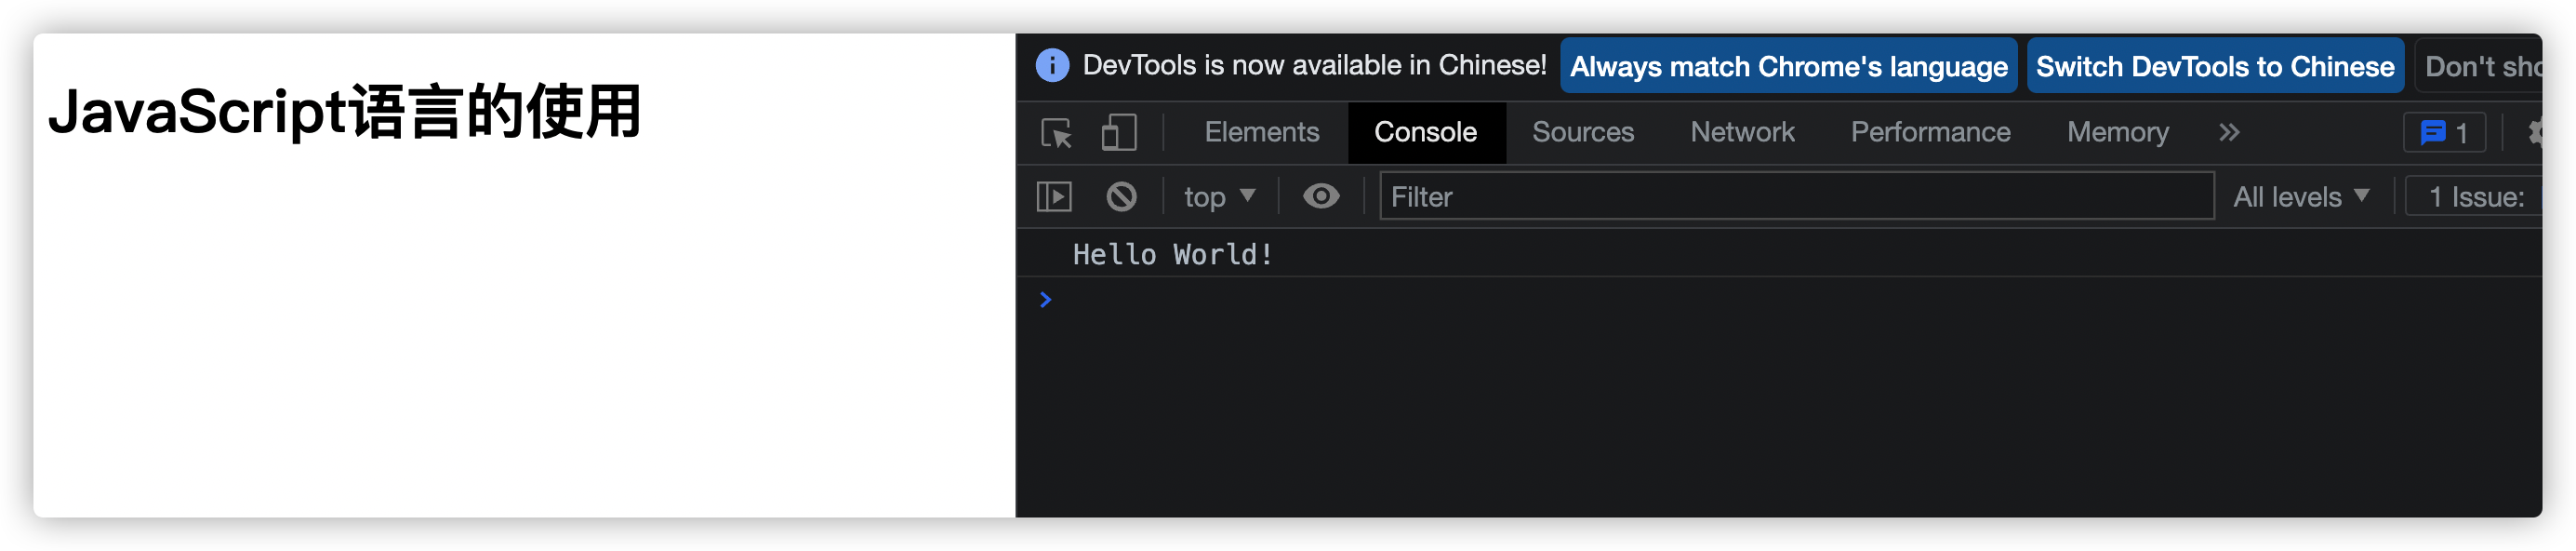 JavaScript语言的使用
DevTools is now available in Chinese! Always match Chrome's language Switch DevTools to Chinese Don't sho
Elements Console Sources Network Performance Memory 1
top Filter All levels 1 Issue:
Hello World!